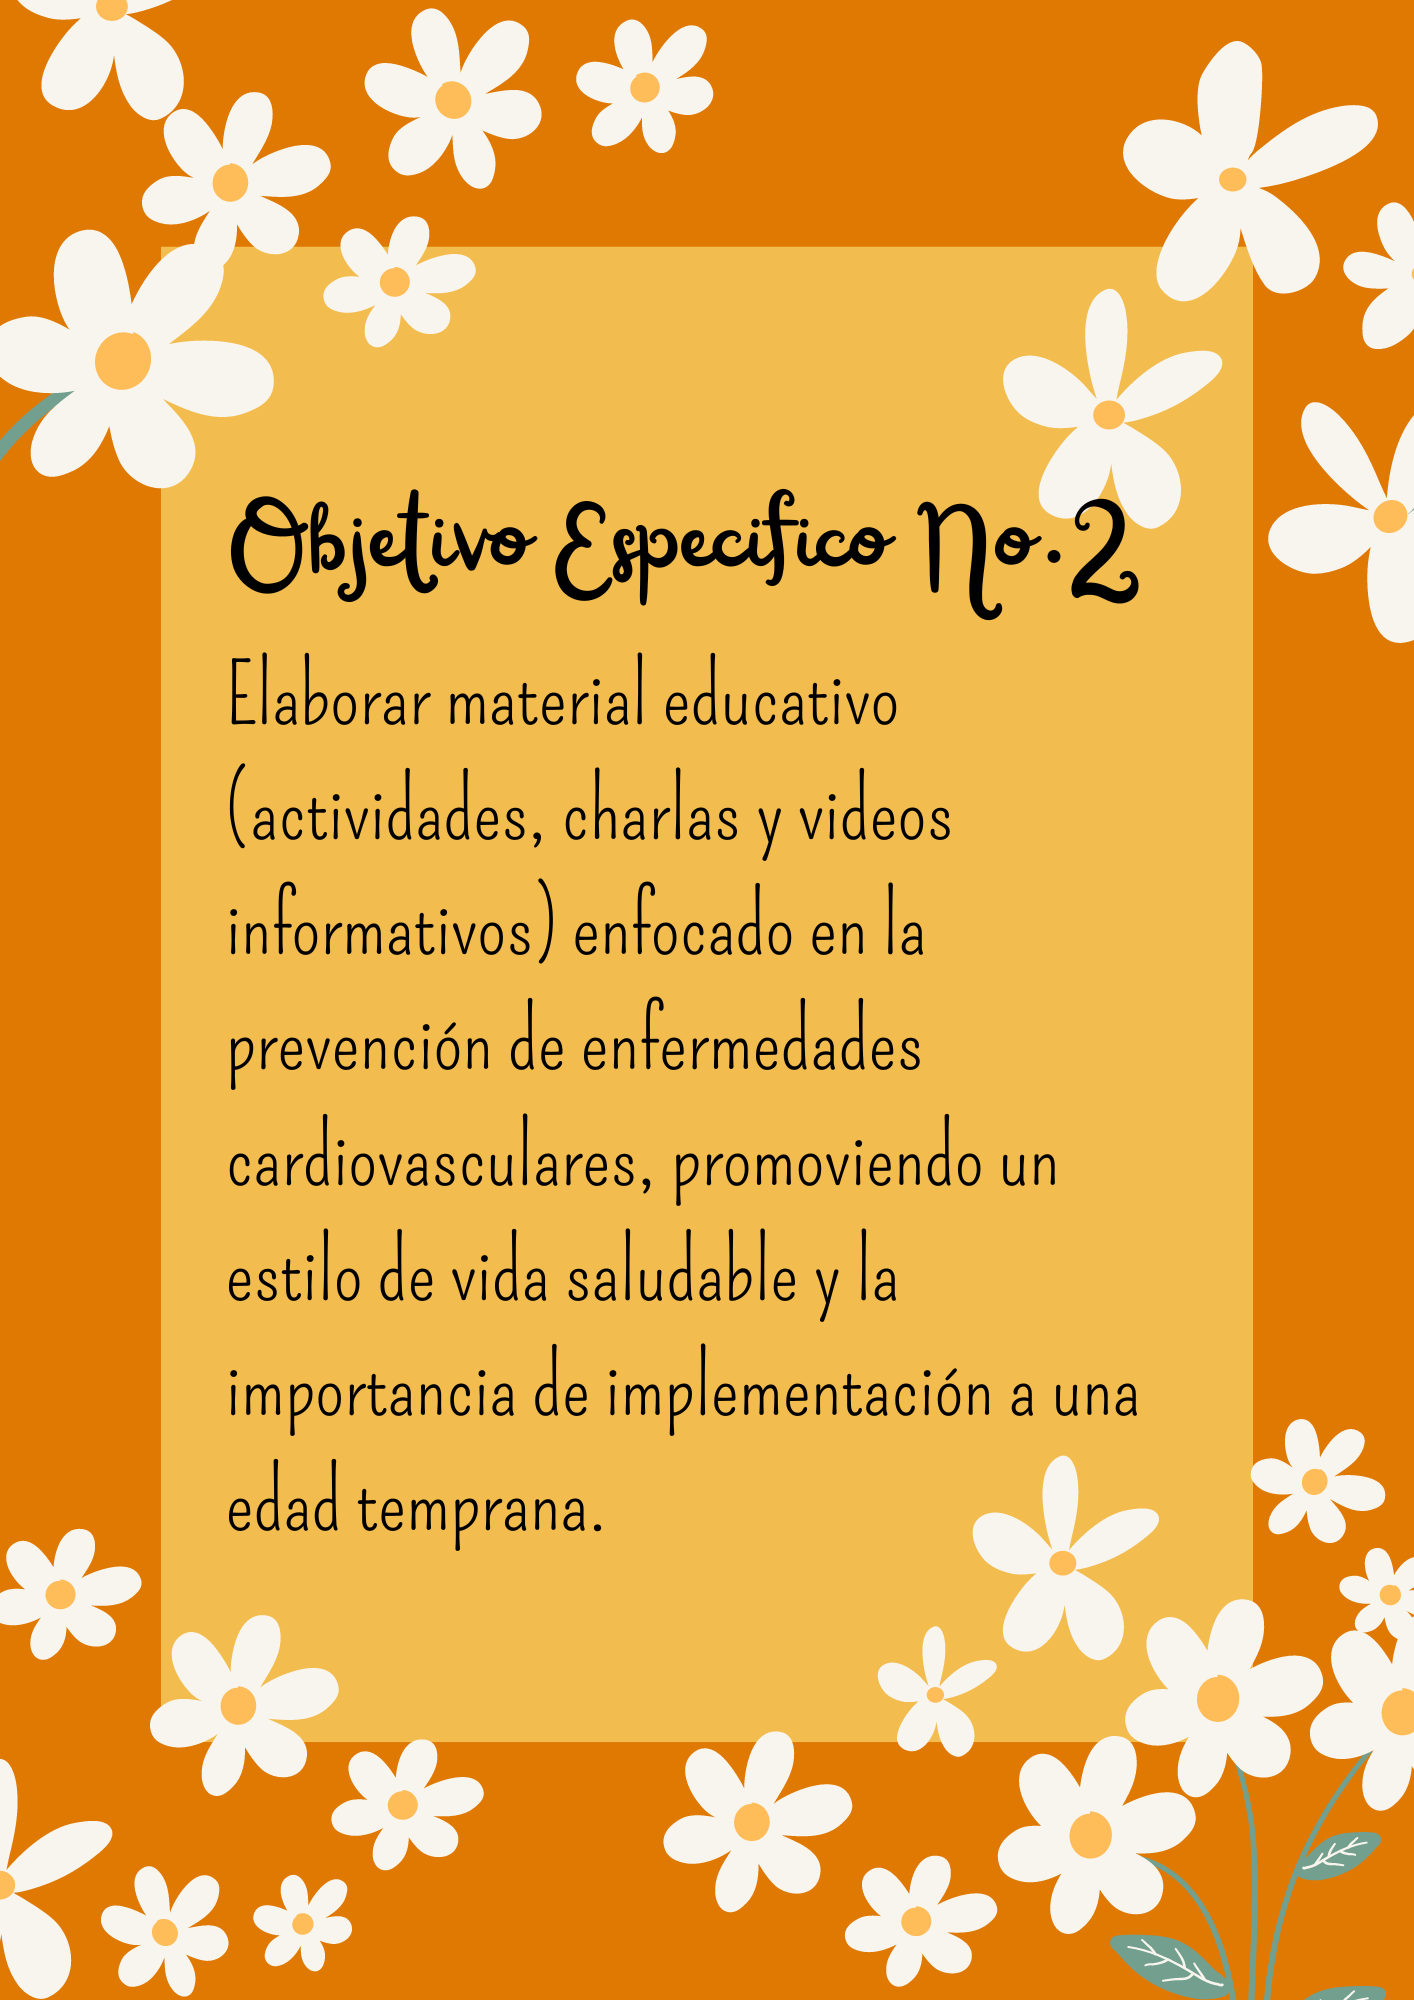 Objetivo Especifico No.2
Elaborar material educativo
(actividades, charlas y videos
informativos) enfocado en la
prevención de enfermedades
cardiovasculares, promoviendo un
estilo de vida saludable y la
importancia de implementación a una
edad temprana.